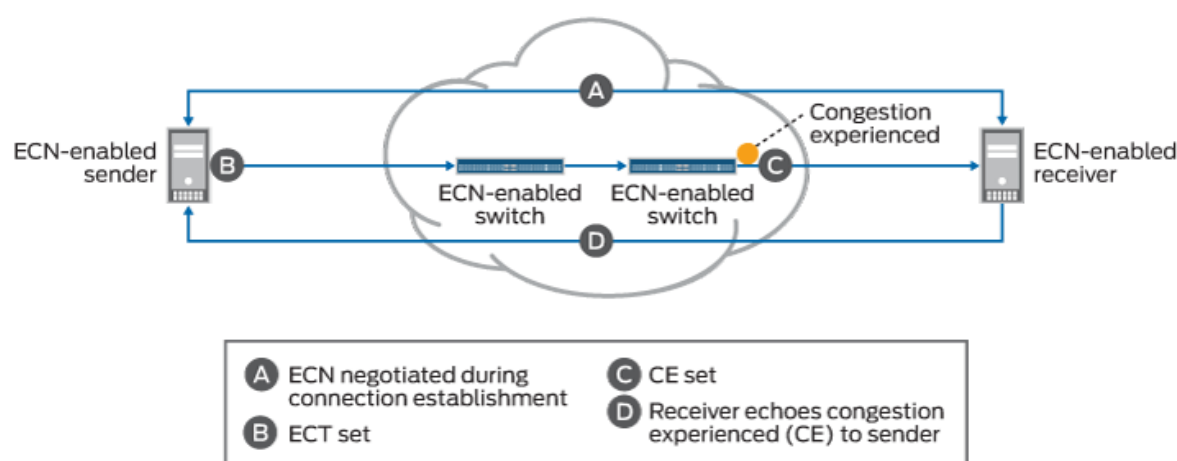 A
Congestion
experienced
ECN-enabled
sender
B
C
ECN-enabled
receiver
ECN-enabled
switch
ECN-enabled
switch
D
A ECN negotiated during
connection establishment
B ECT set
C CE set
D Receiver echoes congestion
experienced (CE) to sender